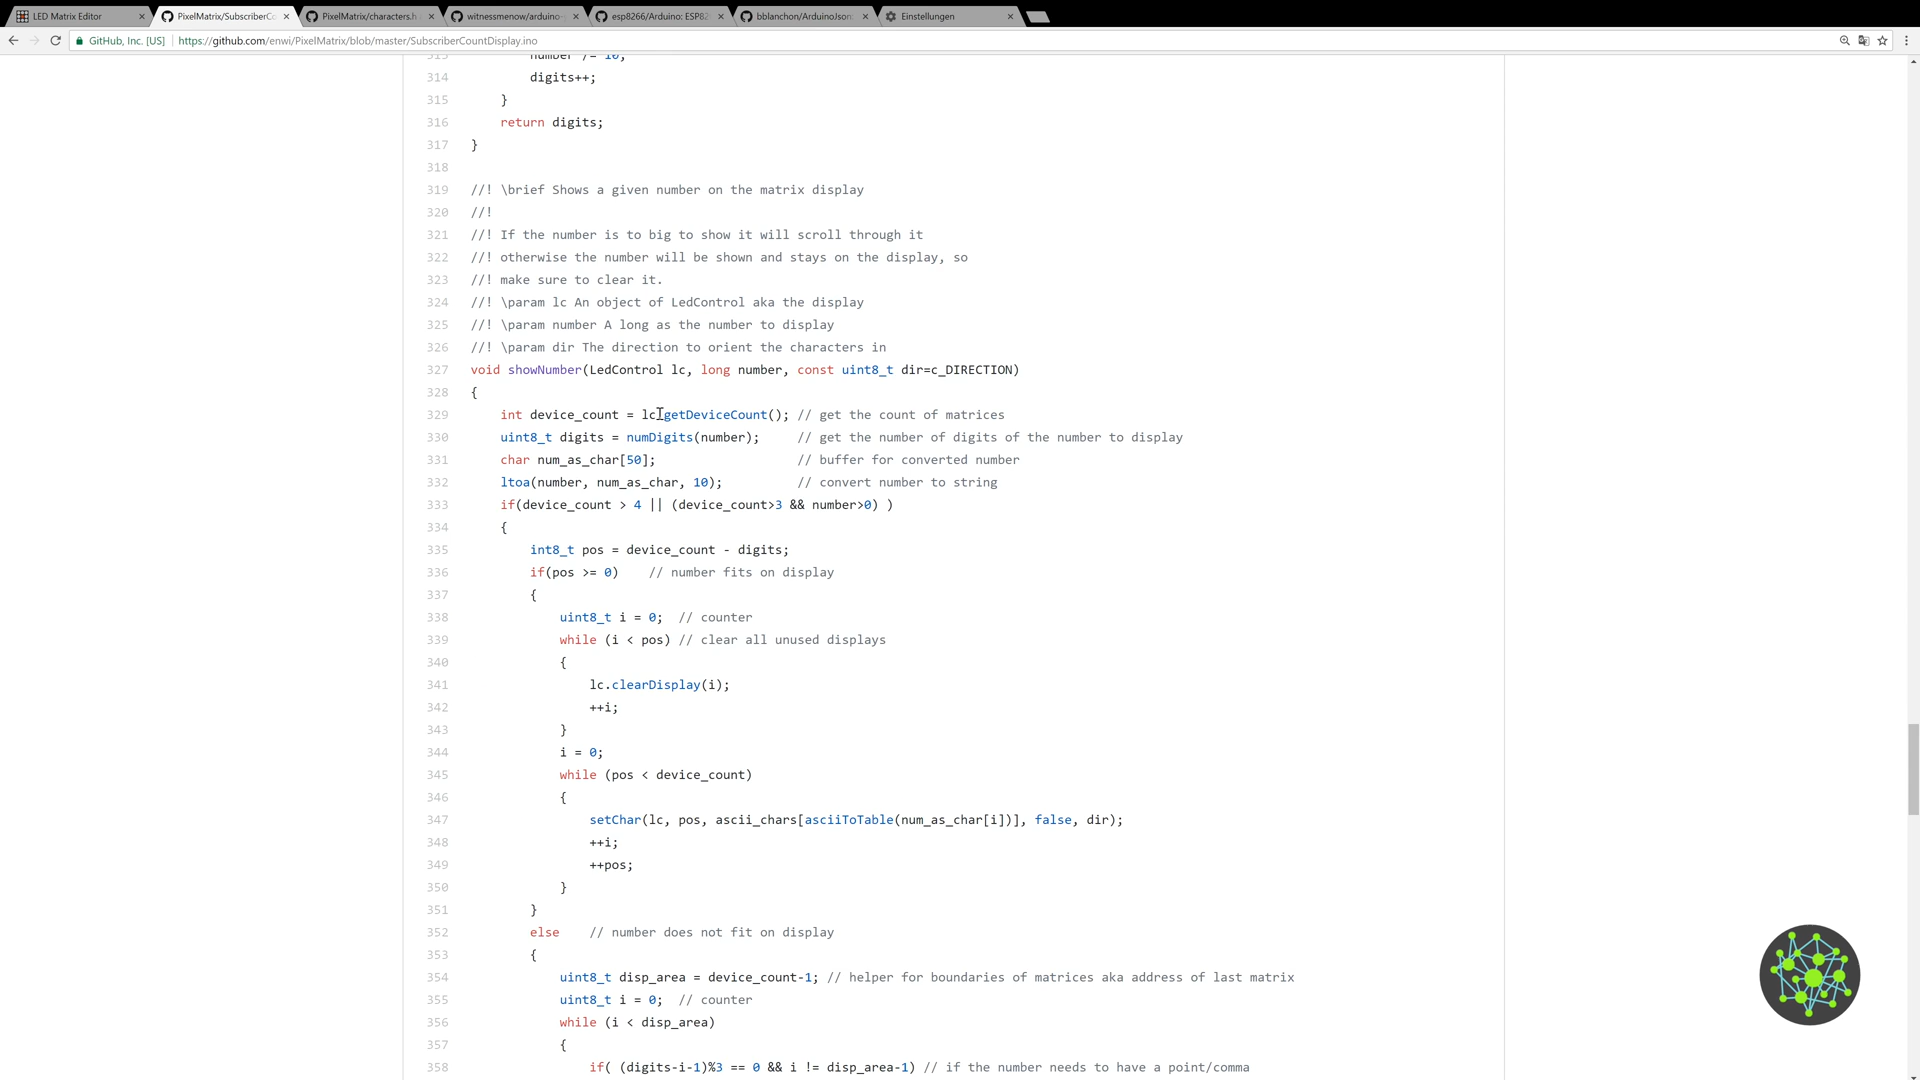 LED Matrix Editor
PixelMatrix/SubscriberCo
PixelMatrix/characters.h
witnessmenow/arduino-
esp8266/Arduino: ESP82
bblanchon/ArduinoJson:
Einstellungen
GitHub, Inc. [US] https://github.com/enwi/PixelMatrix/blob/master/SubscriberCountDisplay.ino
313 number /= 10;
314 digits++;
315 }
316 return digits;
317 }
318
319 //! \brief Shows a given number on the matrix display
320 //!
321 //! If the number is to big to show it will scroll through it
322 //! otherwise the number will be shown and stays on the display, so
323 //! make sure to clear it.
324 //! \param lc An object of LedControl aka the display
325 //! \param number A long as the number to display
326 //! \param dir The direction to orient the characters in
327 void showNumber(LedControl lc, long number, const uint8_t dir=c_DIRECTION)
328 {
329 int device_count = lc.getDeviceCount(); // get the count of matrices
330 uint8_t digits = numDigits(number); // get the number of digits of the number to display
331 char num_as_char[50]; // buffer for converted number
332 ltoa(number, num_as_char, 10); // convert number to string
333 if(device_count > 4 || (device_count>3 && number>0) )
334 {
335 int8_t pos = device_count - digits;
336 if(pos >= 0) // number fits on display
337 {
338 uint8_t i = 0; // counter
339 while (i < pos) // clear all unused displays
340 {
341 lc.clearDisplay(i);
342 ++i;
343 }
344 i = 0;
345 while (pos < device_count)
346 {
347 setChar(lc, pos, ascii_chars[asciiToTable(num_as_char[i])], false, dir);
348 ++i;
349 ++pos;
350 }
351 }
352 else // number does not fit on display
353 {
354 uint8_t disp_area = device_count-1; // helper for boundaries of matrices aka address of last matrix
355 uint8_t i = 0; // counter
356 while (i < disp_area)
357 {
358 if( (digits-i-1)%3 == 0 && i != disp_area-1) // if the number needs to have a point/comma